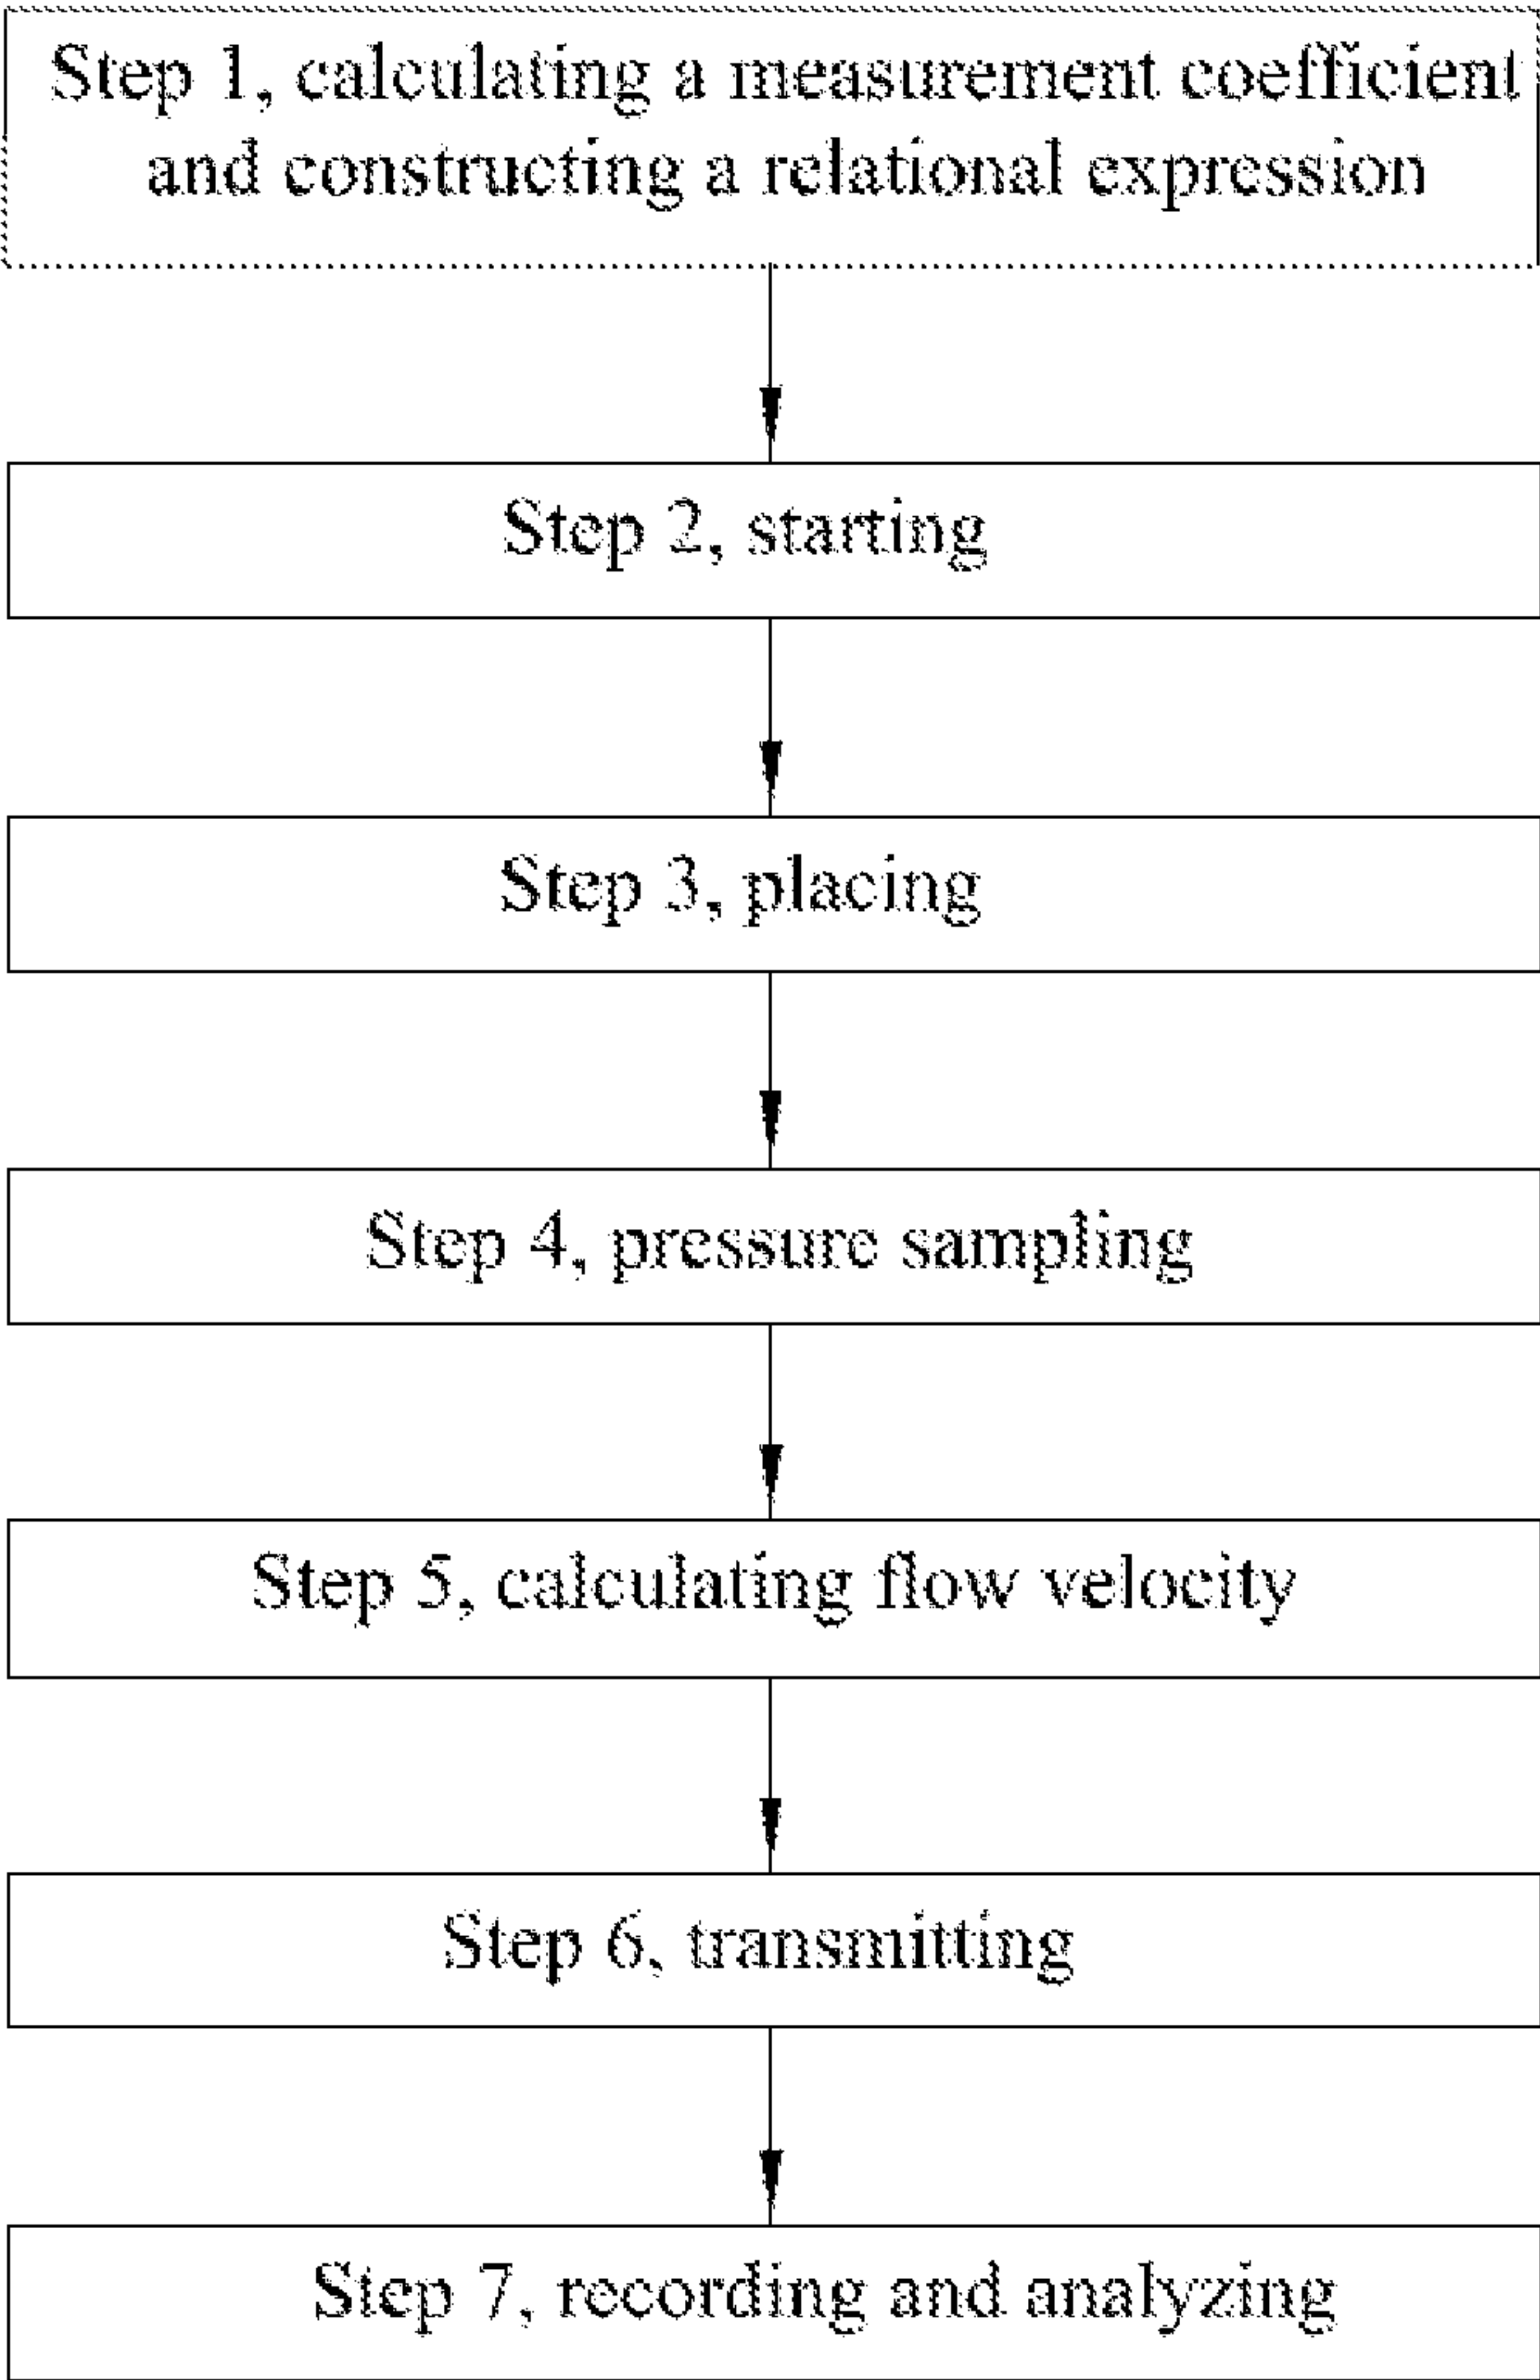 Step 1, calculating a measurement coefficient
and constructing a relational expression
Step 2, starting
Step 3, placing
Step 4, pressure sampling
Step 5, calculating flow velocity
Step 6, transmitting
Step 7, recording and analyzing